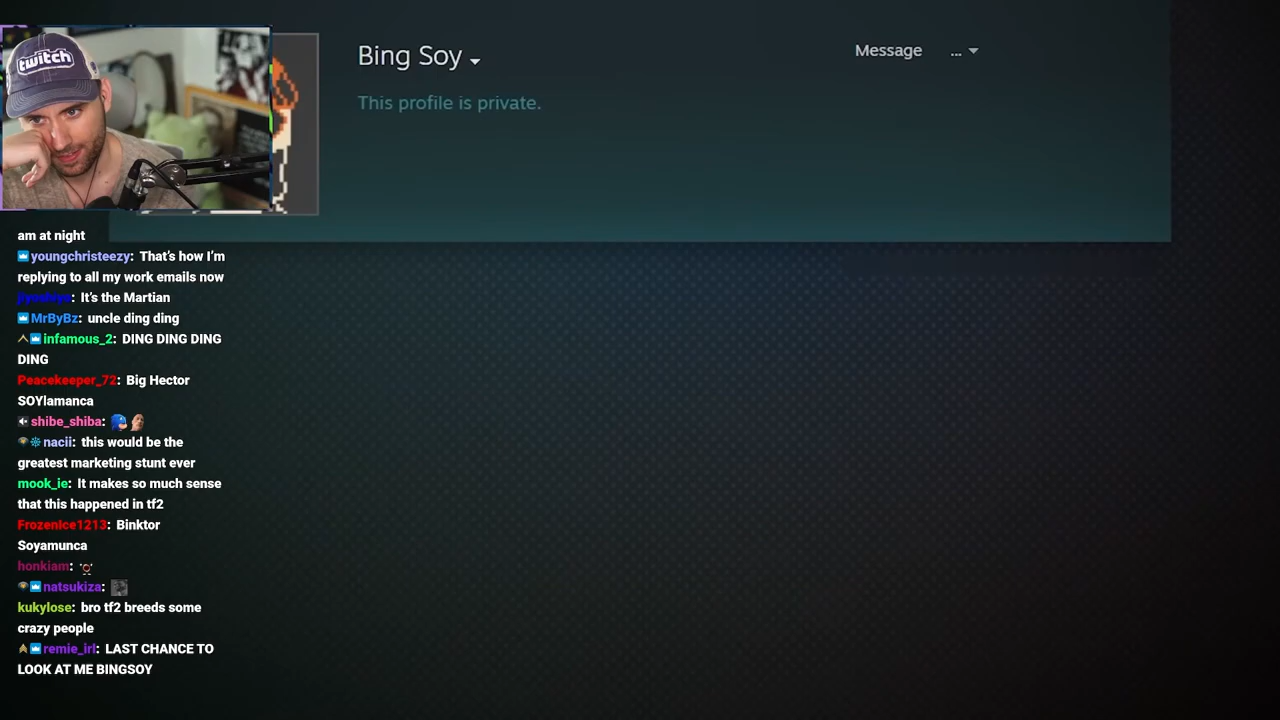 twitch
Bing Soy
Message ...
This profile is private.
am at night
youngchristeezy: That’s how I’m
replying to all my work emails now
: It’s the Martian
MrByBz: uncle ding ding
infamous_2: DING DING DING
DING
Peacekeeper_72: Big Hector
SOYlamanca
shibe_shiba:
nacii: this would be the
greatest marketing stunt ever
mook_ie: It makes so much sense
that this happened in tf2
FrozenIce1213: Binktor
Soyamunca
honkiam:
natsukiza:
kukylose: bro tf2 breeds some
crazy people
remie_irl: LAST CHANCE TO
LOOK AT ME BINGSOY